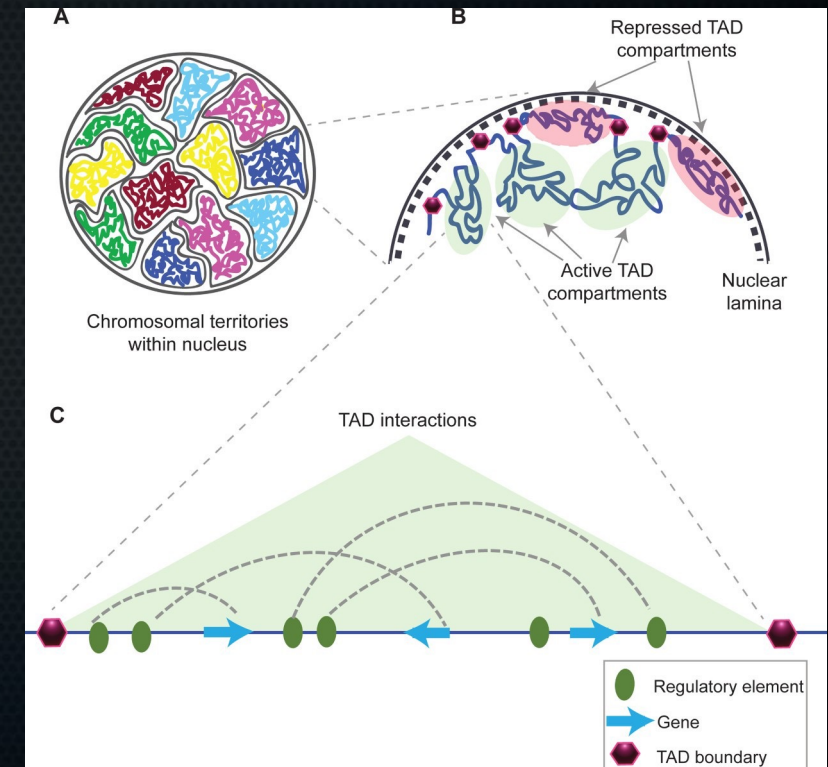 A
Chromosomal territories
within nucleus
B
Repressed TAD
compartments
Active TAD
compartments
Nuclear
lamina
C
TAD interactions
Regulatory element
Gene
TAD boundary